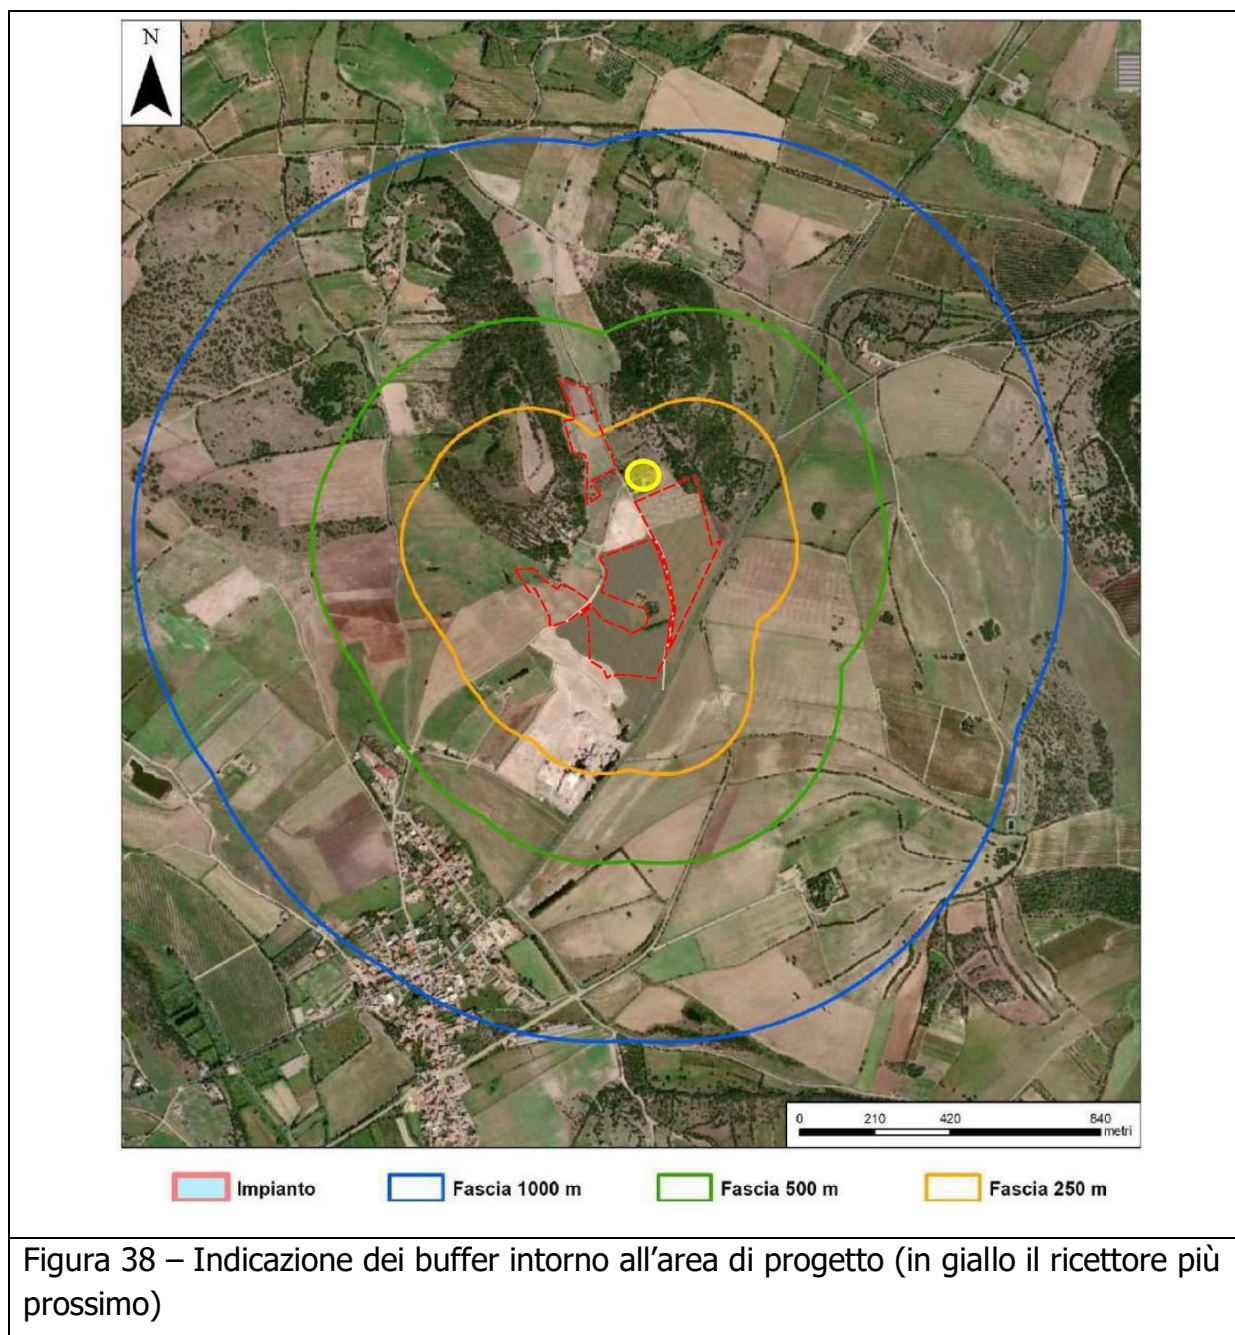 N
0 210 420 840
metri
Impianto Fascia 1000 m Fascia 500 m Fascia 250 m
Figura 38 – Indicazione dei buffer intorno all’area di progetto (in giallo il ricettore più
prossimo)